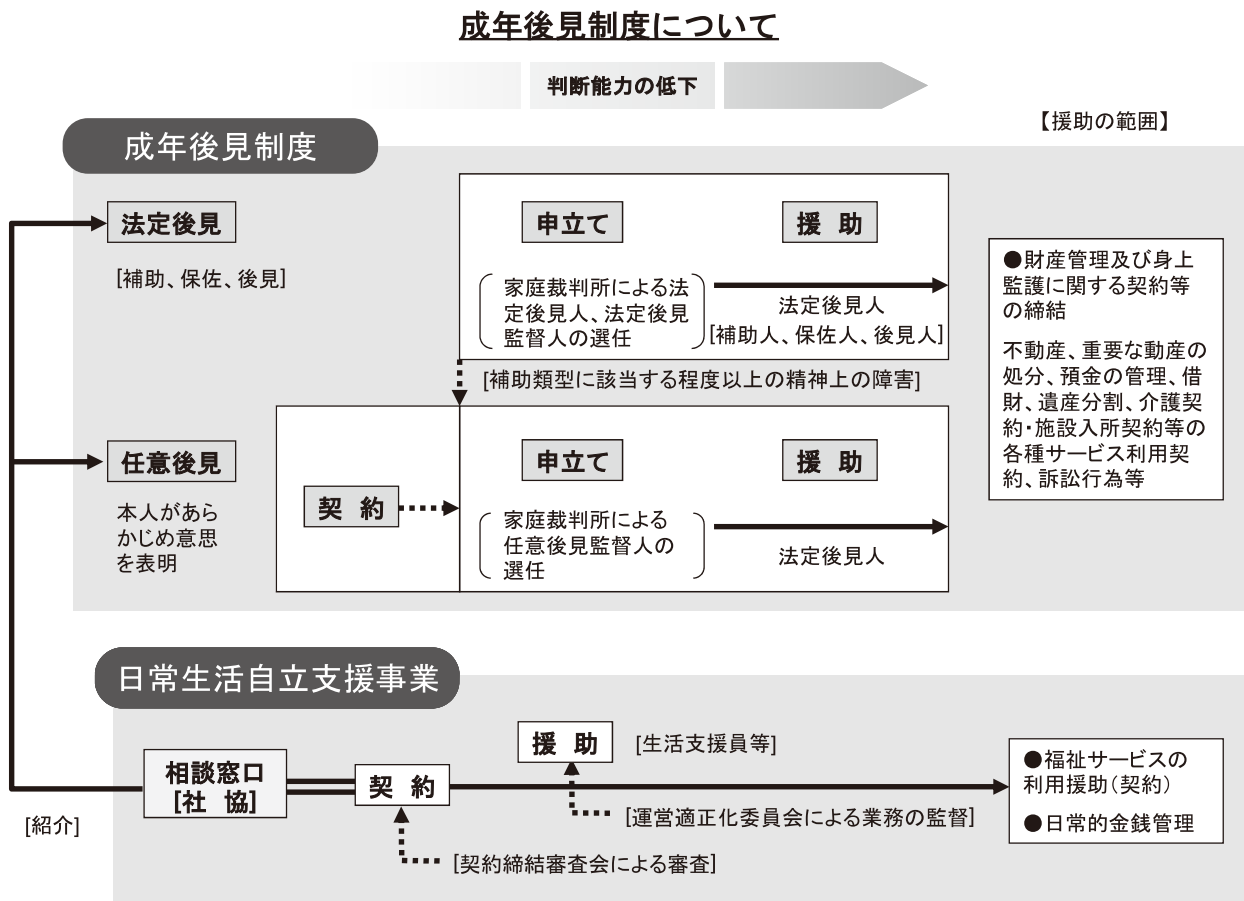 成年後見制度について
判断能力の低下
【援助の範囲】
成年後見制度
法定後見
[補助、保佐、後見]
申立て
援 助
家庭裁判所による法
定後見人、法定後見
監督人の選任
法定後見人
[補助人、保佐人、後見人]
[補助類型に該当する程度以上の精神上の障害]
任意後見
本人があら
かじめ意思
を表明
契 約
申立て
援 助
家庭裁判所による
任意後見監督人の
選任
法定後見人
●財産管理及び身上
監護に関する契約等
の締結
不動産、重要な動産の
処分、預金の管理、借
財、遺産分割、介護契
約・施設入所契約等の
各種サービス利用契
約、訴訟行為等
日常生活自立支援事業
相談窓口
[社 協]
[紹介]
契 約
援 助
[生活支援員等]
[運営適正化委員会による業務の監督]
[契約締結審査会による審査]
●福祉サービスの
利用援助(契約)
●日常的金銭管理